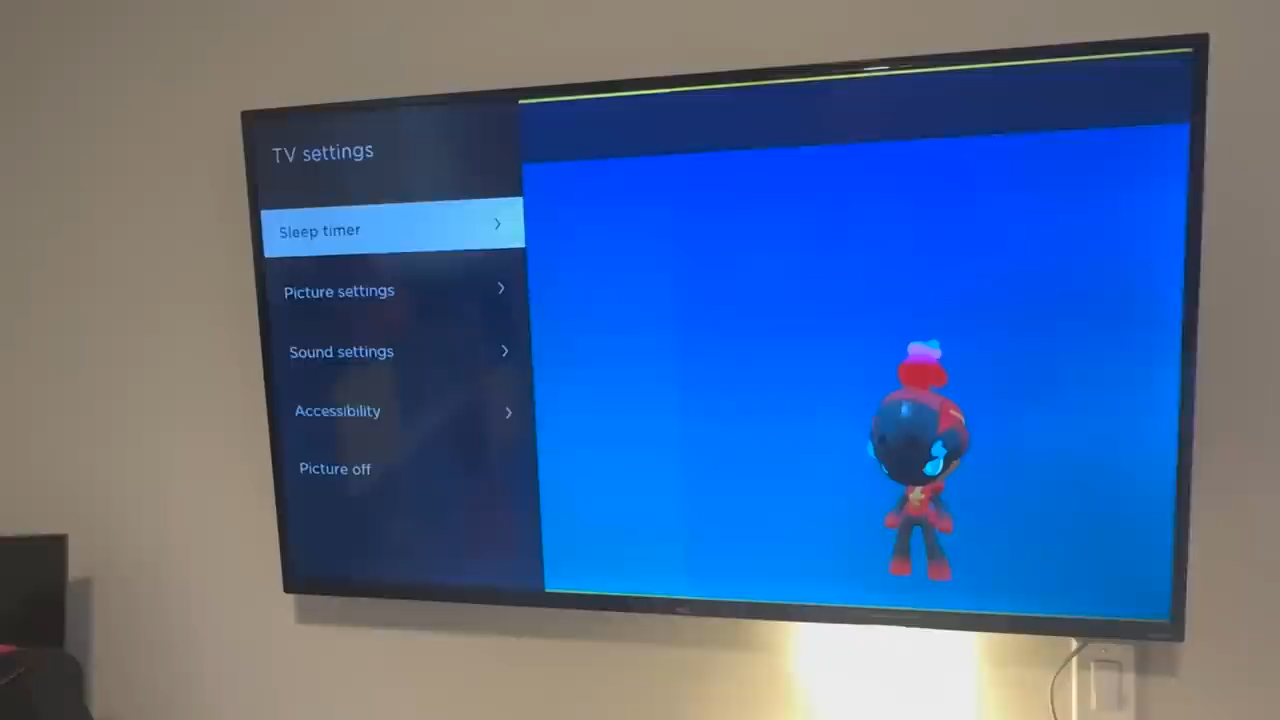 TV settings
Sleep timer
Picture settings
Sound settings
Accessibility
Picture off